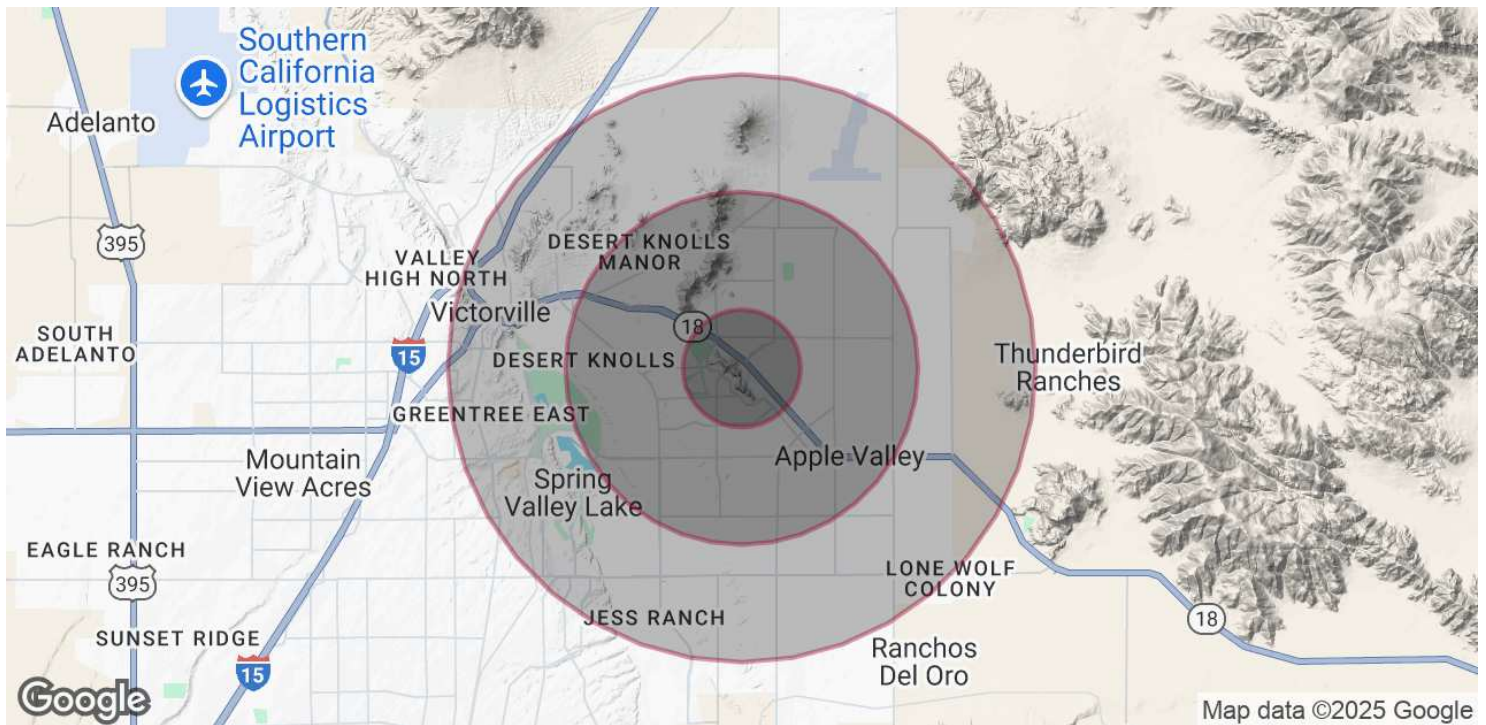 Southern
California
Logistics
Airport
Adelanto
395
VALLEY
HIGH NORTH
DESERT KNOLLS
MANOR
Victorville
18
SOUTH
ADELANTO
15
DESERT KNOLLS
Thunderbird
Ranches
GREENTREE EAST
Mountain
View Acres
Spring
Valley Lake
Apple Valley
EAGLE RANCH
395
LONE WOLF
COLONY
JESS RANCH
18
SUNSET RIDGE
15
Ranchos
Del Oro
Google
Map data ©2025 Google